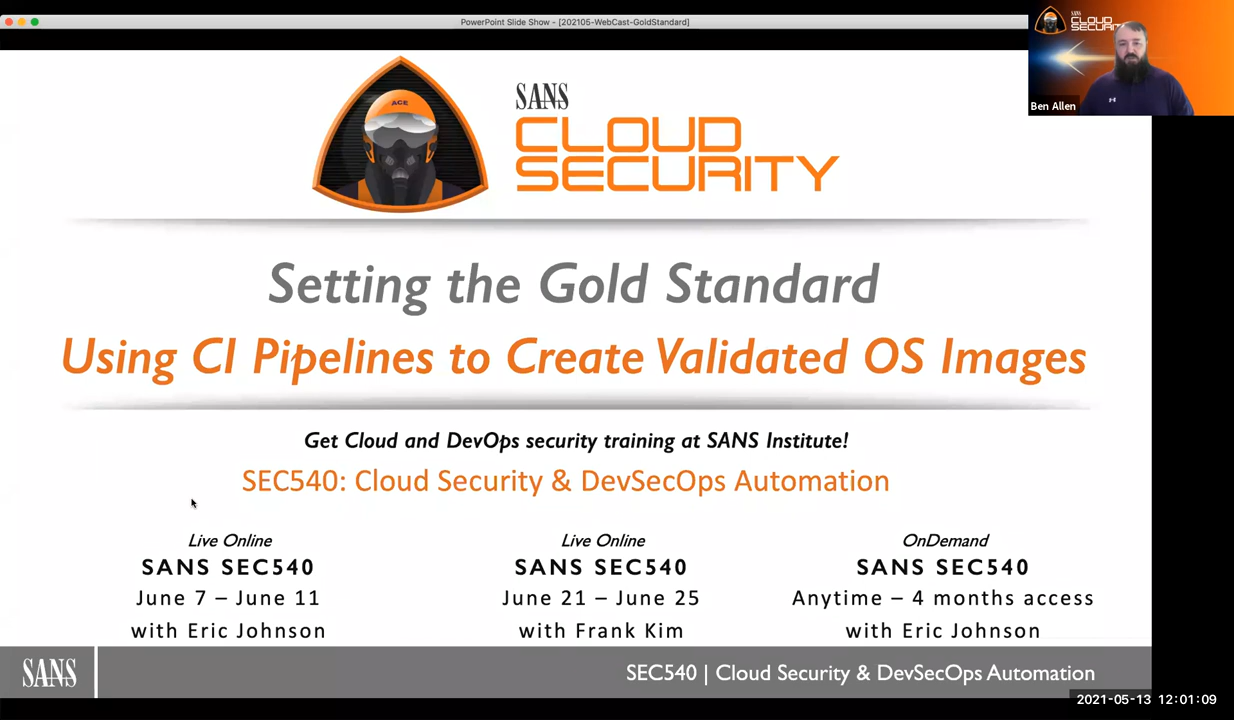 PowerPoint Slide Show - [202105-WebCast-GoldStandard]
SANS
CLOUD
SECURITY
Ben Allen
ACE
SANS
CLOUD
SECURITY
Setting the Gold Standard
Using CI Pipelines to Create Validated OS Images
Get Cloud and DevOps security training at SANS Institute!
SEC540: Cloud Security & DevSecOps Automation
Live Online
SANS SEC540
June 7 – June 11
with Eric Johnson
Live Online
SANS SEC540
June 21 – June 25
with Frank Kim
OnDemand
SANS SEC540
Anytime – 4 months access
with Eric Johnson
SANS
SEC540 | Cloud Security & DevSecOps Automation
2021-05-13 12:01:09